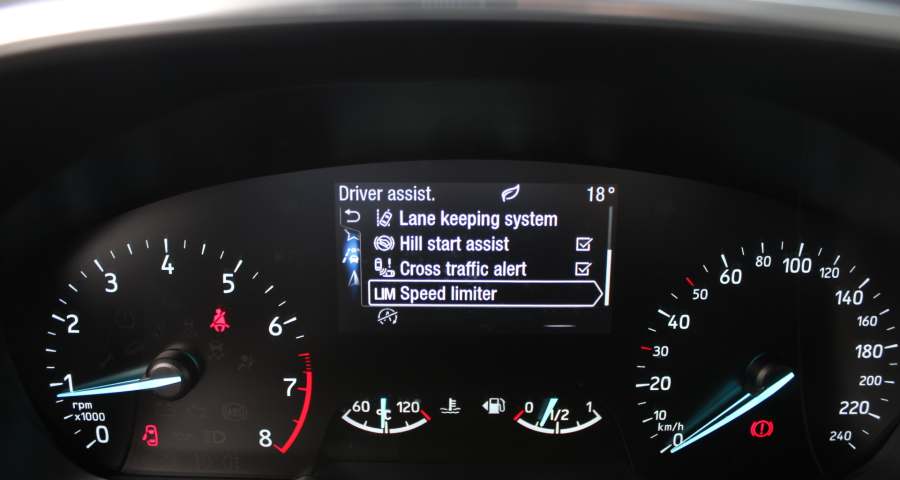 Driver assist. 18°
Lane keeping system
Hill start assist
Cross traffic alert
LIM Speed limiter
0
1
2
3
4
5
6
7
8
rpm
x1000
60 °C 120
0 1/2 1
0
10
20
30
40
50
60
80
100
120
140
160
180
200
220
240
km/h